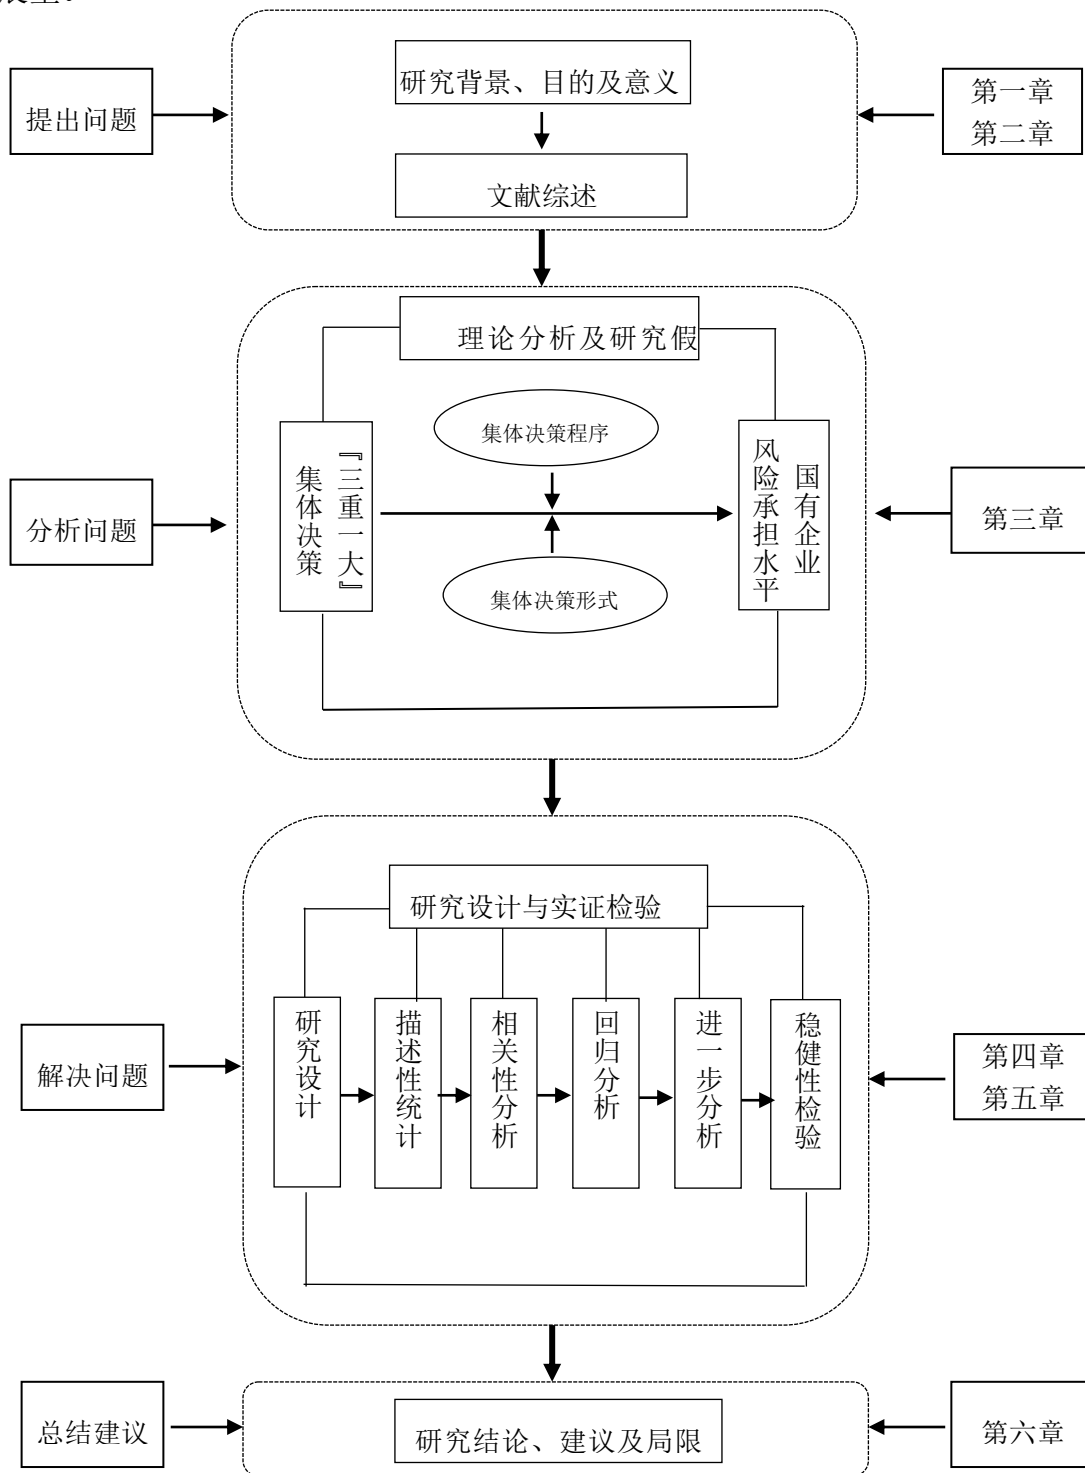 展望。
研究背景、目的及意义
提出问题
第一章
第二章
文献综述
理论分析及研究假
集体决策程序
『三重一大』
集体决策
国有企业
风险承担水平
分析问题
第三章
集体决策形式
研究设计与实证检验
研究设计
描述性统计
相关性分析
回归分析
进一步分析
稳健性检验
解决问题
第四章
第五章
总结建议
研究结论、建议及局限
第六章